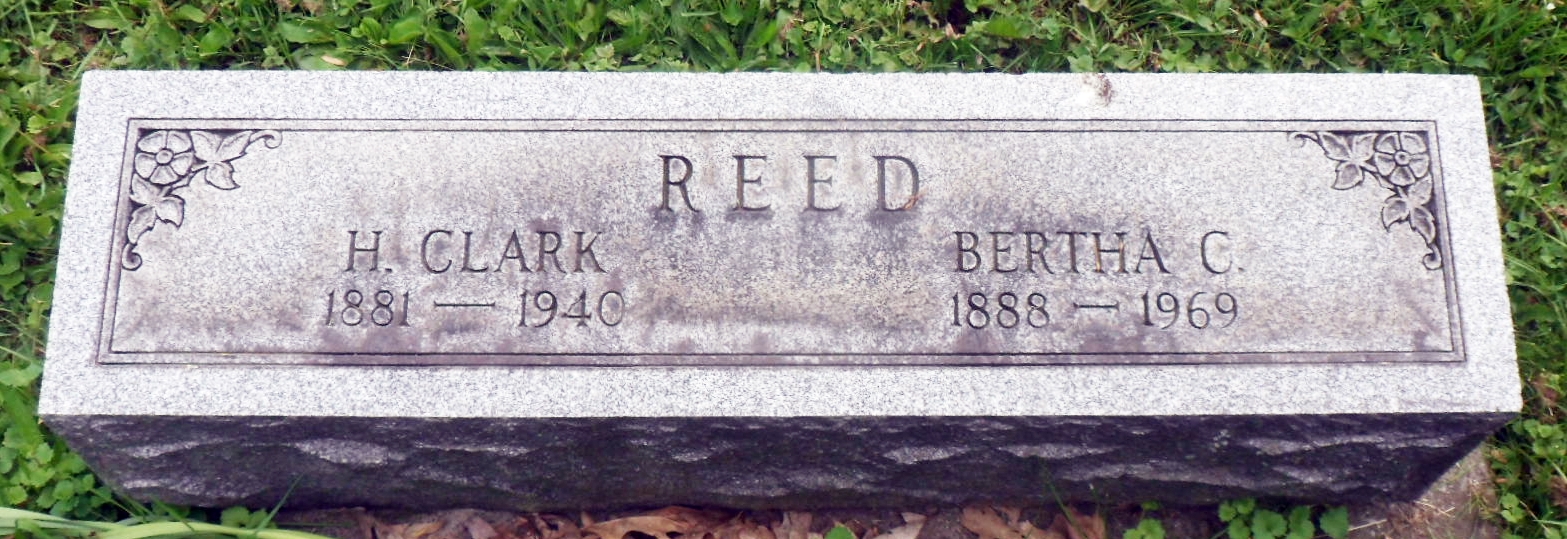 REED
H. CLARK
1881 — 1940
BERTHA C.
1888 — 1969